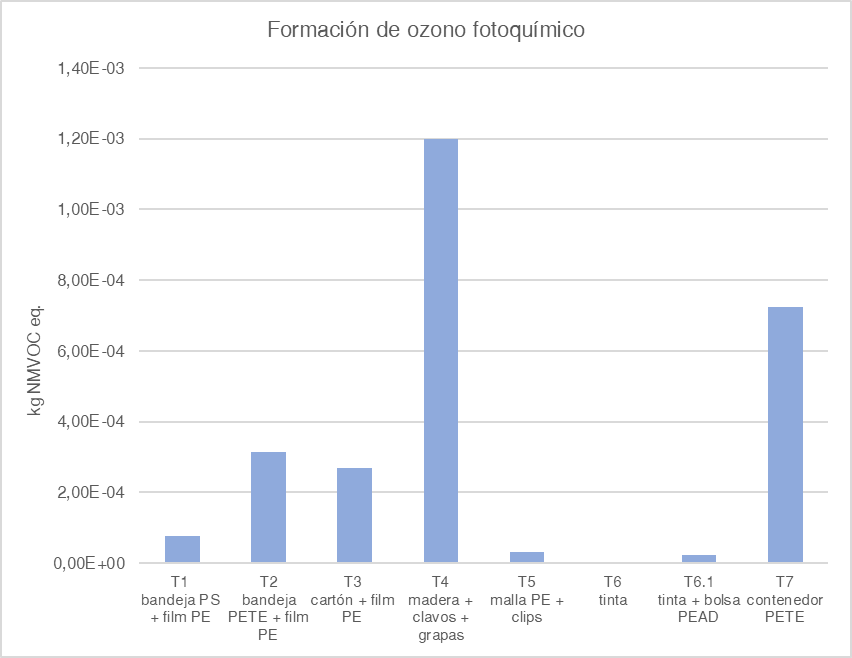 Formación de ozono fotoquímico
kg NMVOC eq.
1,40E-03
1,20E-03
1,00E-03
8,00E-04
6,00E-04
4,00E-04
2,00E-04
0,00E+00
T1
bandeja PS
+ film PE
T2
bandeja
PETE + film
PE
T3
cartón + film
PE
T4
madera +
clavos +
grapas
T5
malla PE +
clips
T6
tinta
T6.1
tinta + bolsa
PEAD
T7
contenedor
PETE